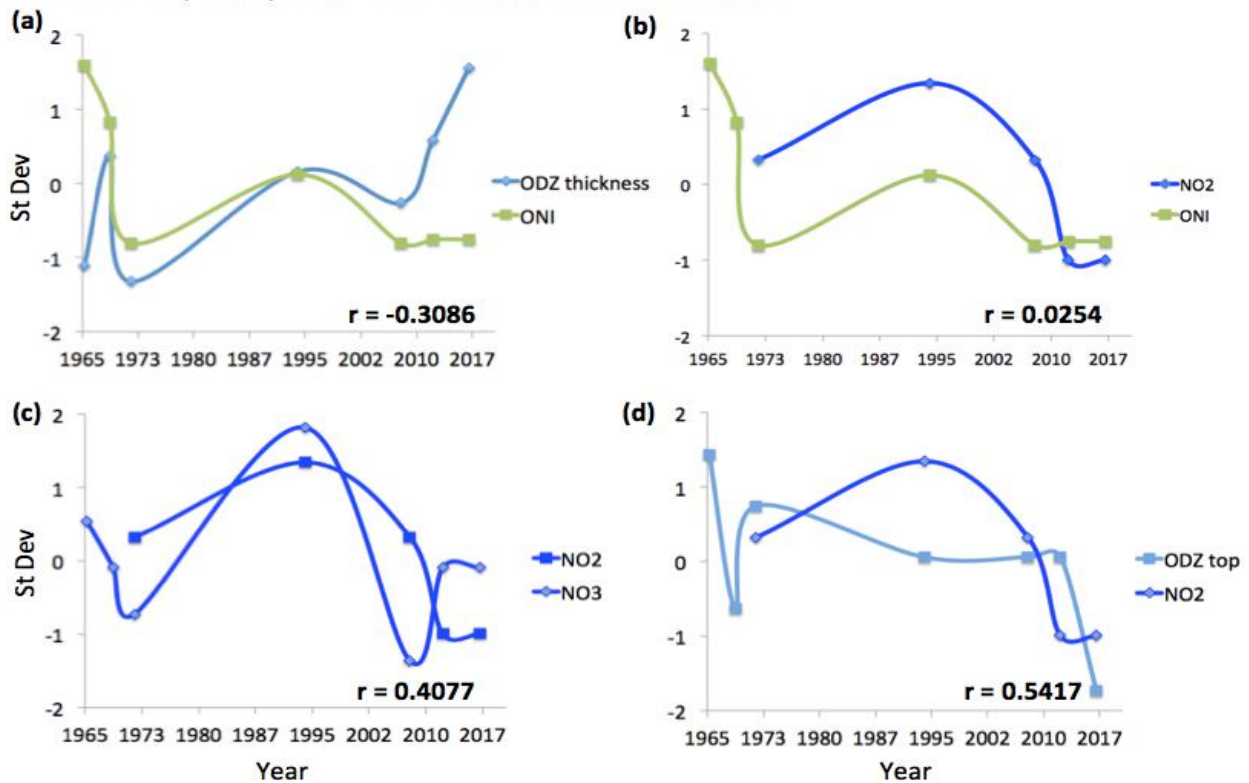 (a)
2
1
0
-1
-2
St Dev
1965 1973 1980 1987 1995 2002 2010 2017
ODZ thickness
ONI
r = -0.3086
(b)
2
1
0
-1
-2
1965 1973 1980 1987 1995 2002 2010 2017
NO2
ONI
r = 0.0254
(c)
2
1
0
-1
-2
St Dev
1965 1973 1980 1987 1995 2002 2010 2017
Year
NO2
NO3
r = 0.4077
(d)
2
1
0
-1
-2
1965 1973 1980 1987 1995 2002 2010 2017
Year
ODZ top
NO2
r = 0.5417